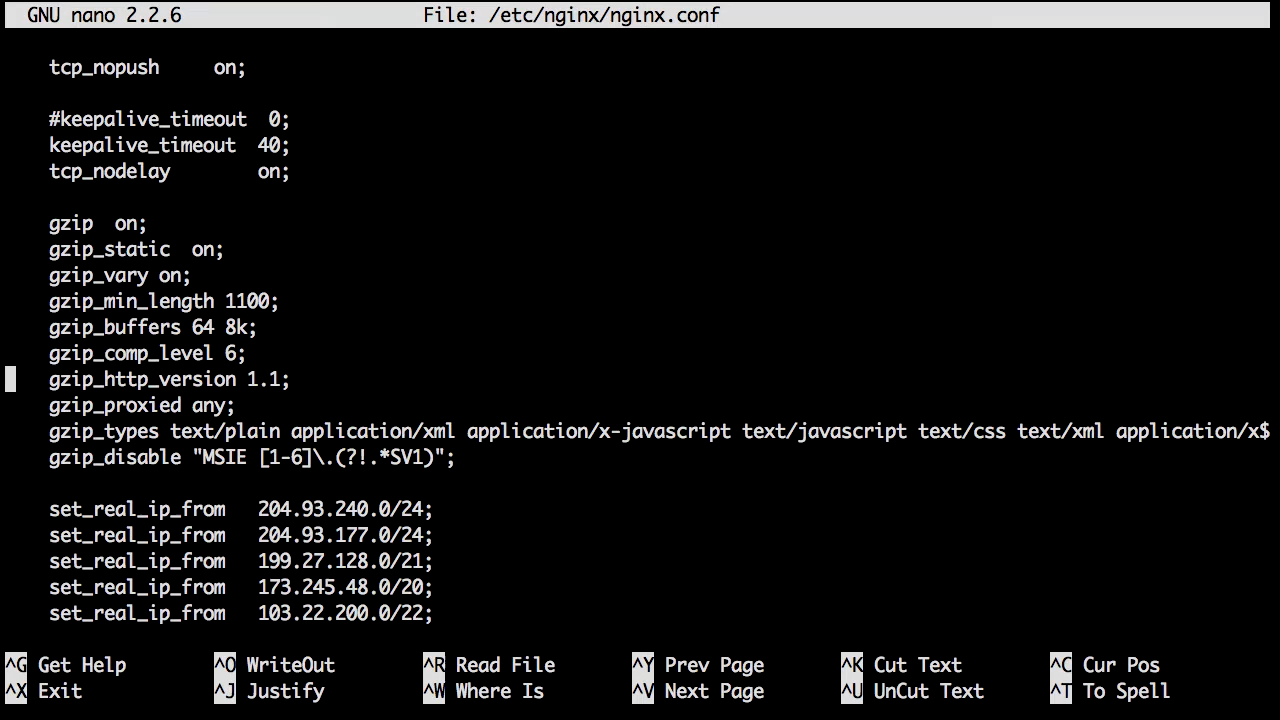 GNU nano 2.2.6 File: /etc/nginx/nginx.conf
tcp_nopush on;
#keepalive_timeout 0;
keepalive_timeout 40;
tcp_nodelay on;
gzip on;
gzip_static on;
gzip_vary on;
gzip_min_length 1100;
gzip_buffers 64 8k;
gzip_comp_level 6;
gzip_http_version 1.1;
gzip_proxied any;
gzip_types text/plain application/xml application/x-javascript text/javascript text/css text/xml application/x$
gzip_disable "MSIE [1-6]\.(?!.*SV1)";
set_real_ip_from 204.93.240.0/24;
set_real_ip_from 204.93.177.0/24;
set_real_ip_from 199.27.128.0/21;
set_real_ip_from 173.245.48.0/20;
set_real_ip_from 103.22.200.0/22;
^G Get Help ^O WriteOut ^R Read File ^Y Prev Page ^K Cut Text ^C Cur Pos
^X Exit ^J Justify ^W Where Is ^V Next Page ^U UnCut Text ^T To Spell